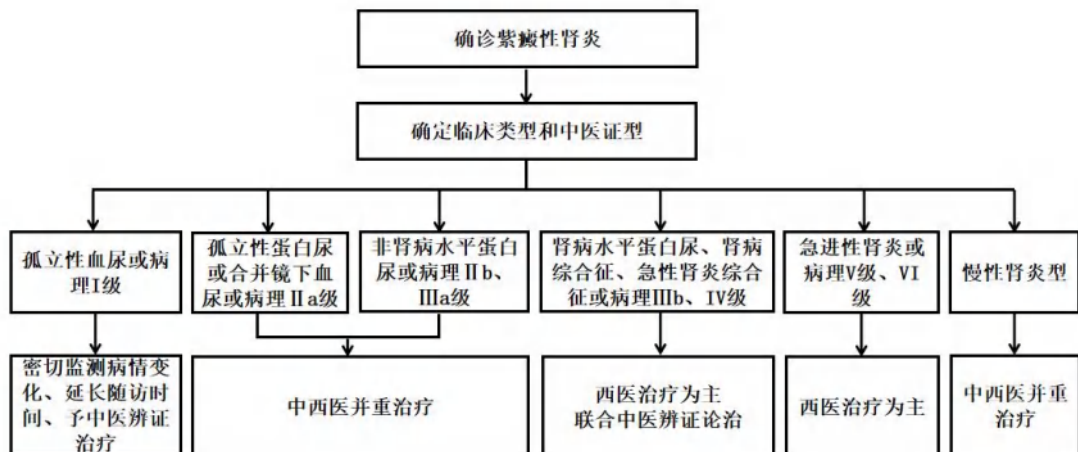 确诊紫癜性肾炎
确定临床类型和中医证型
孤立性血尿或病
理I级
孤立性蛋白尿
或合并镜下血
尿或病理Ⅱa级
非肾病水平蛋白
尿或病理Ⅱb、
Ⅲa级
肾病水平蛋白尿、肾病
综合征、急性肾炎综合
征或病理Ⅲb、IV级
急进性肾炎或
病理V级、VI
级
慢性肾炎型
密切监测病情变
化、延长随访时
间、予中医辨证
治疗
中西医并重治疗
西医治疗为主
联合中医辨证论治
西医治疗为主
中西医并重
治疗